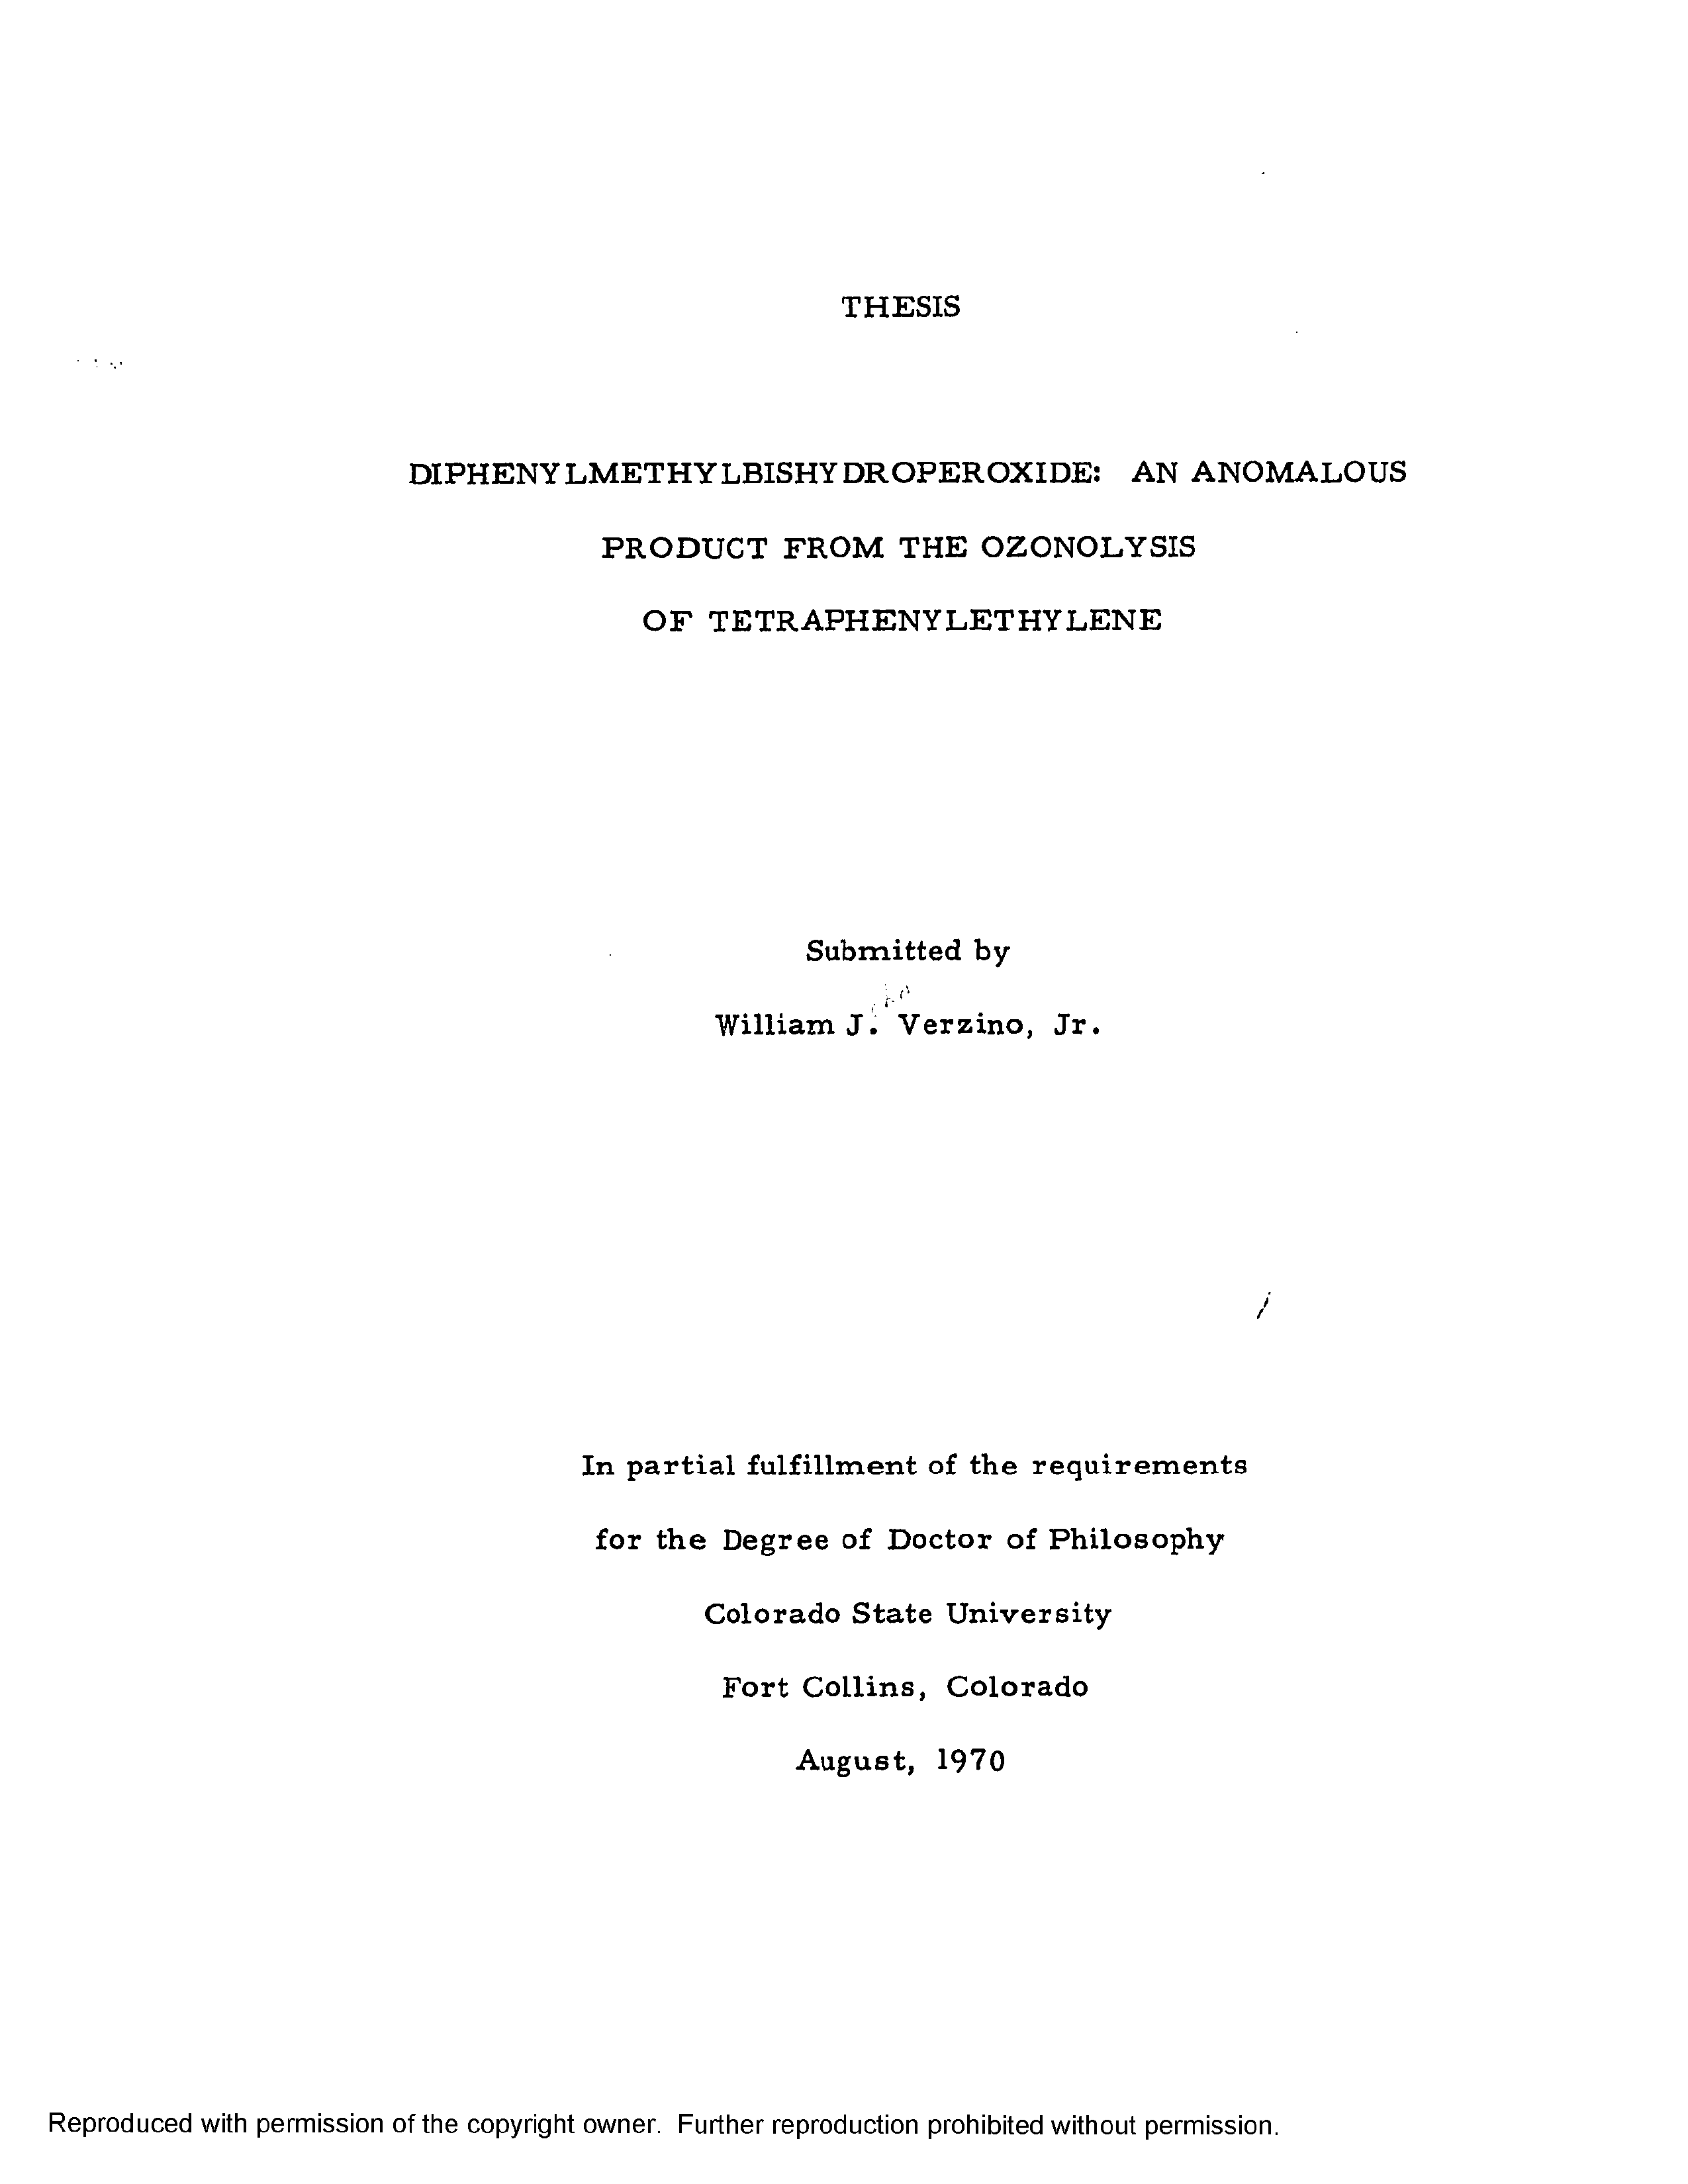 THESIS
DIPHENYLMETHYLBISHYDROPEROXIDE: AN ANOMALOUS
PRODUCT FROM THE OZONOLYSIS
OF TETRAPHENYLETHYLENE
Submitted by
William J. Verzino, Jr.
In partial fulfillment of the requirements
for the Degree of Doctor of Philosophy
Colorado State University
Fort Collins, Colorado
August, 1970
Reproduced with permission of the copyright owner. Further reproduction prohibited without permission.